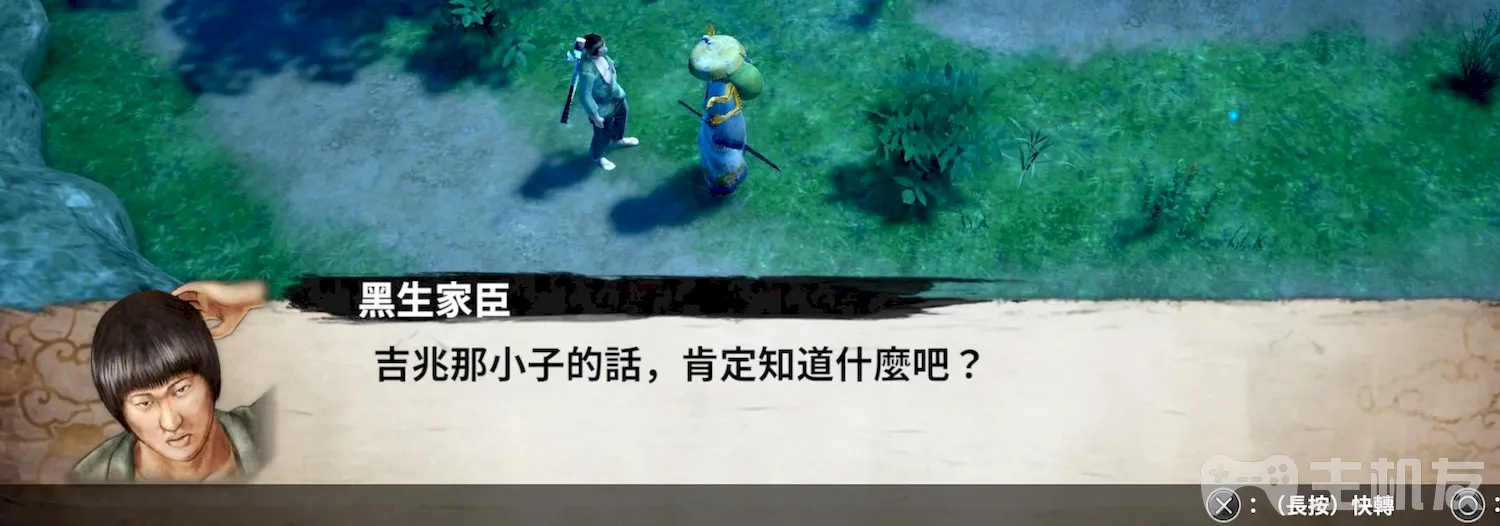 黑生家臣
吉兆那小子的話，肯定知道什麼吧？
主机友
：（長按）快轉 ：